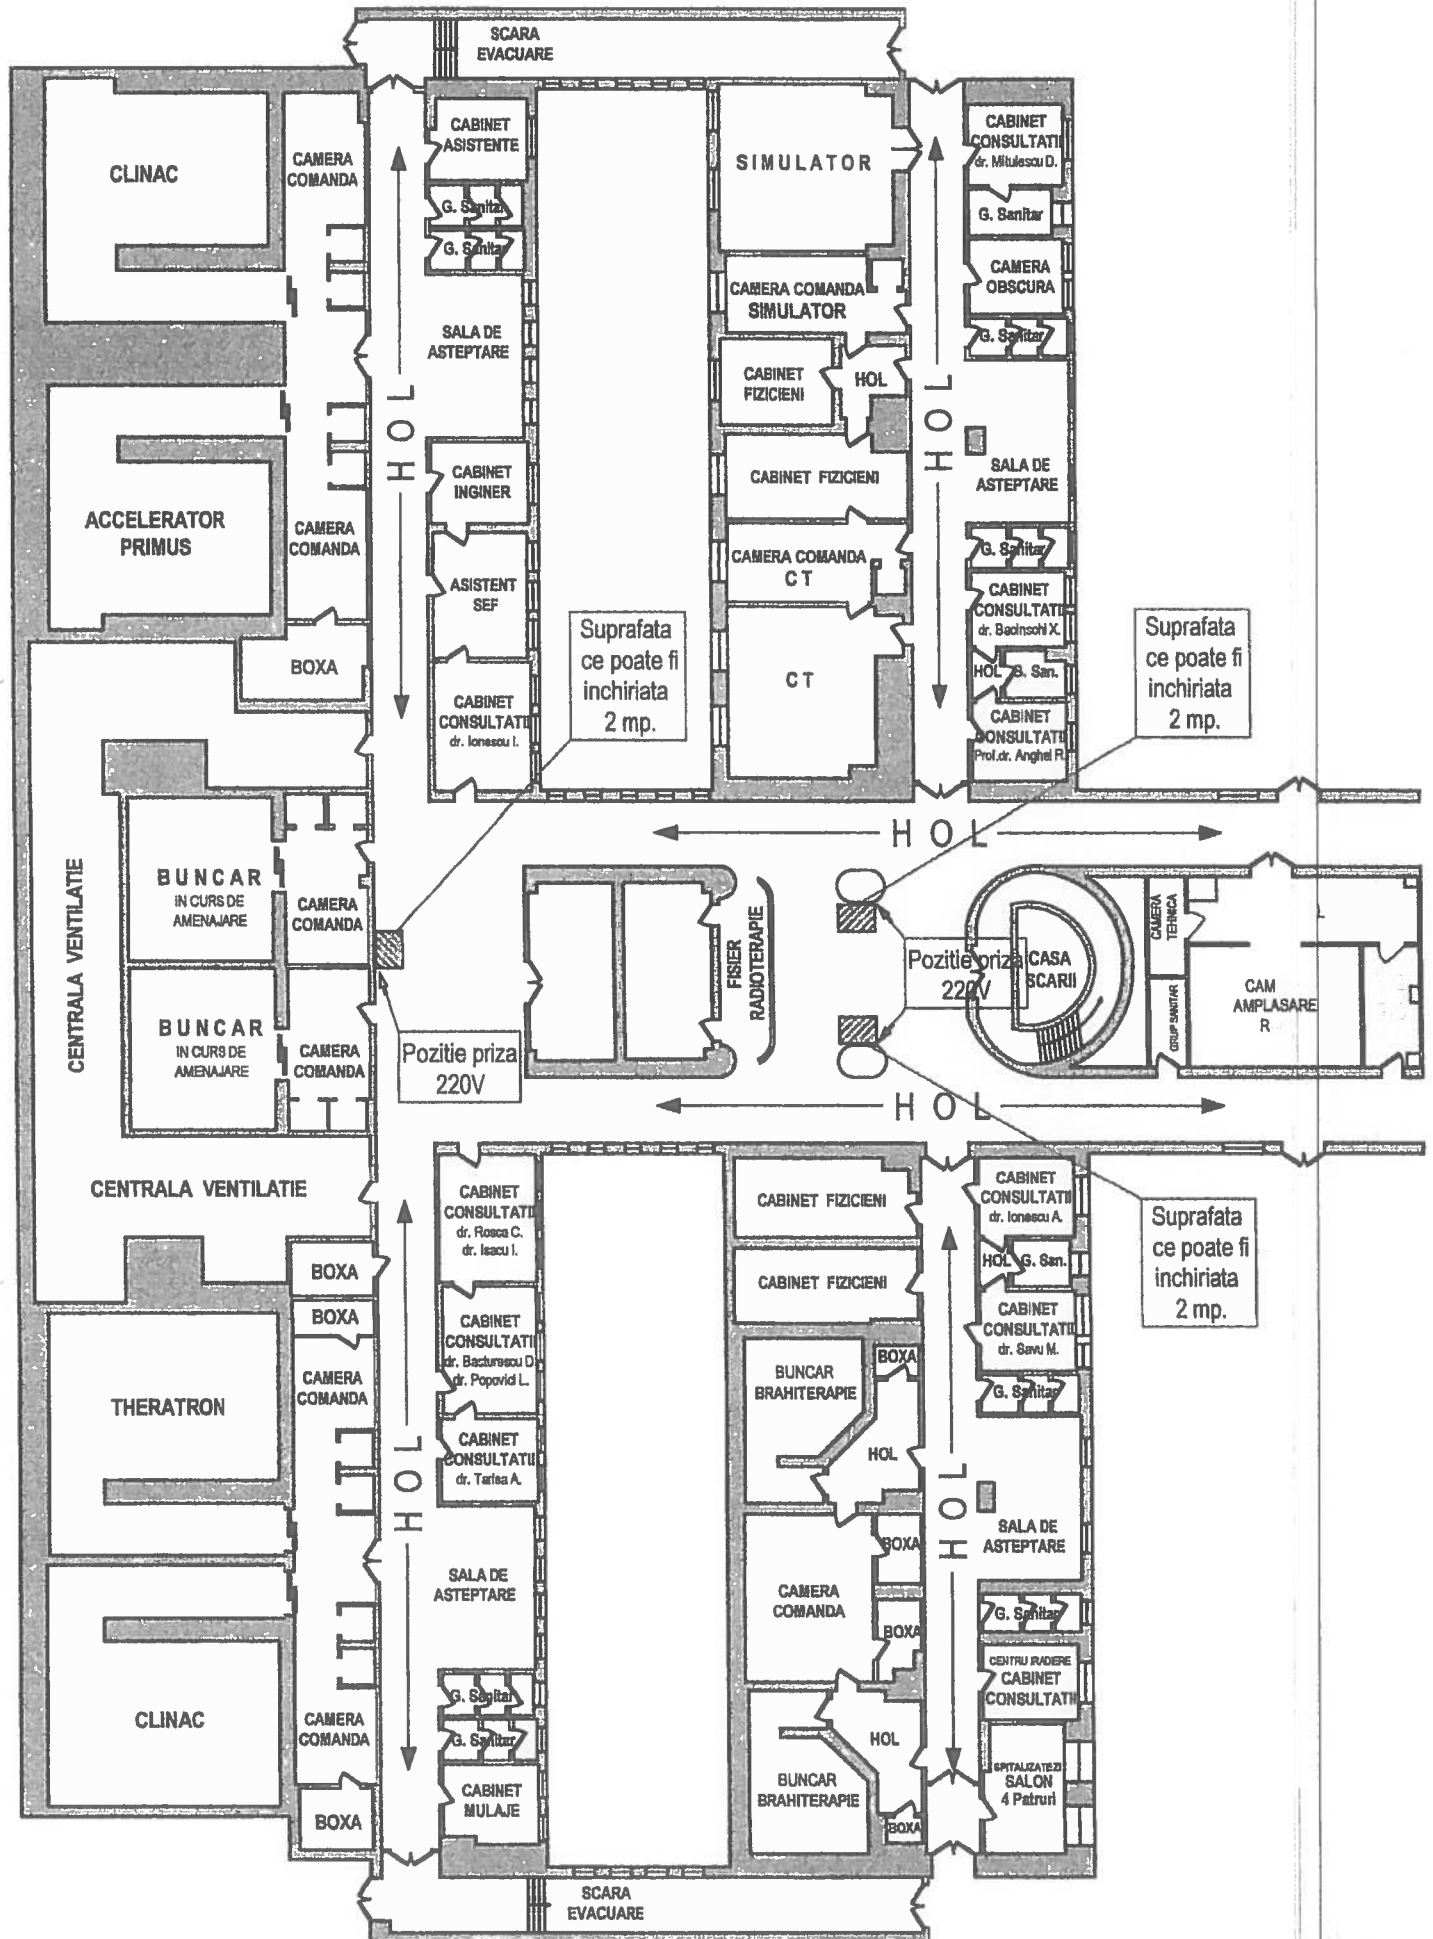 SCARA
EVACUARE
CLINAC
CAMERA
COMANDA
CABINET
ASISTENTE
G. Sanitar
G. Sanitar
SALA DE
ASTEPTARE
HOL
ACCELERATOR
PRIMUS
CAMERA
COMANDA
BOXA
CABINET
INGINER
ASISTENT
SEF
CABINET
CONSULTATII
dr. Ionescu I.
SIMULATOR
CAMERA COMANDA
SIMULATOR
CABINET
FIZICIENI
HOL
CABINET FIZICIENI
CAMERA COMANDA
CT
CT
HOL
CABINET
CONSULTATII
dr. Mitulescu D.
G. Sanitar
CAMERA
OBSCURA
G. Sanitar
SALA DE
ASTEPTARE
G. Sanitar
CABINET
CONSULTATII
dr. Bacinschi X.
HOL
G. San.
CABINET
CONSULTATII
Prof.dr. Anghel R.
Suprafata
ce poate fi
inchiriata
2 mp.
Suprafata
ce poate fi
inchiriata
2 mp.
HOL
CENTRALA VENTILATIE
BUNCAR
IN CURS DE
AMENAJARE
CAMERA
COMANDA
BUNCAR
IN CURS DE
AMENAJARE
CAMERA
COMANDA
Pozitie priza
220V
FISIER
RADIOTERAPIE
Pozitie priza
220V
CASA
SCARII
CAMERA
TEHNICA
GRUP SANITAR
CAM
AMPLASARE
R
HOL
CENTRALA VENTILATIE
BOXA
BOXA
THERATRON
CAMERA
COMANDA
CLINAC
CAMERA
COMANDA
BOXA
HOL
CABINET
CONSULTATII
dr. Rosca C.
dr. Isacu I.
CABINET
CONSULTATII
dr. Basturescu D.
dr. Popovici L.
CABINET
CONSULTATII
dr. Tarlea A.
SALA DE
ASTEPTARE
G. Sanitar
G. Sanitar
CABINET
MULAJE
CABINET FIZICIENI
CABINET FIZICIENI
BUNCAR
BRAHITERAPIE
BOXA
HOL
CAMERA
COMANDA
BOXA
BOXA
BUNCAR
BRAHITERAPIE
HOL
BOXA
HOL
CABINET
CONSULTATII
dr. Ionescu A.
HOL
G. San.
CABINET
CONSULTATII
dr. Savu M.
G. Sanitar
SALA DE
ASTEPTARE
G. Sanitar
CENTRU IRADIERE
CABINET
CONSULTATII
SPITALIZATEZI
SALON
4 Paturi
Suprafata
ce poate fi
inchiriata
2 mp.
SCARA
EVACUARE